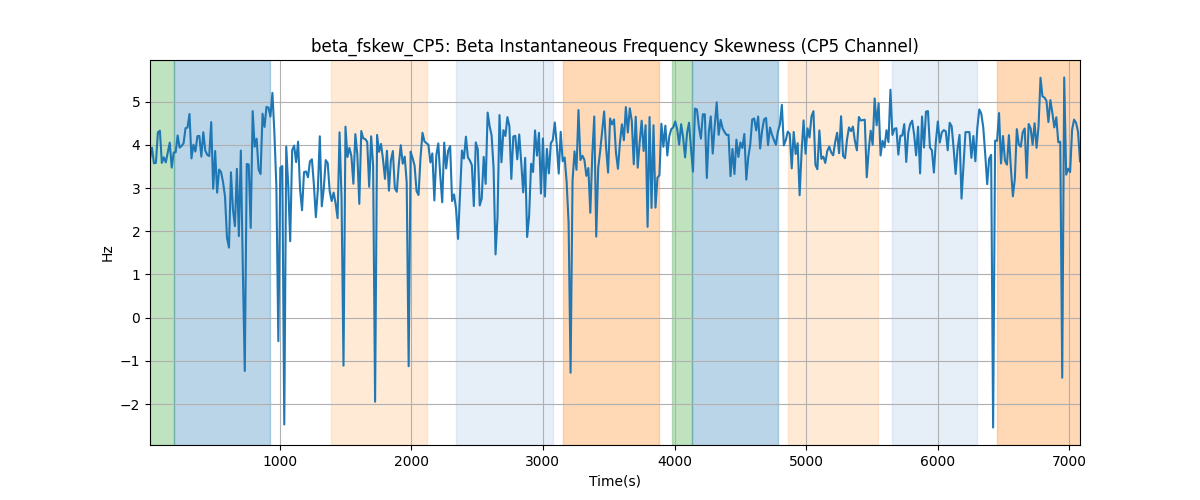 beta_fskew_CP5: Beta Instantaneous Frequency Skewness (CP5 Channel)
Hz
5
4
3
2
1
0
−1
−2
1000 2000 3000 4000 5000 6000 7000
Time(s)